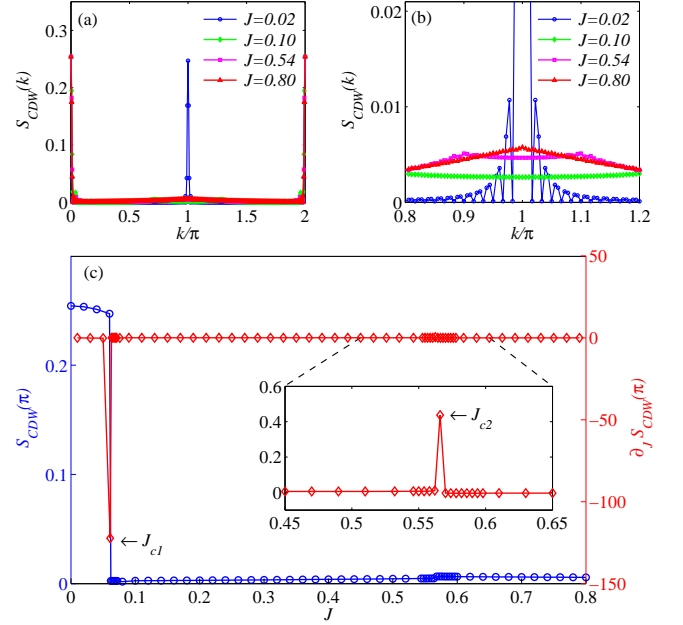 (a)
J=0.02
J=0.10
J=0.54
J=0.80
S_CDW(k)
0.3
0.2
0.1
0
0 0.5 1.0 1.5 2
k/π
(b)
J=0.02
J=0.10
J=0.54
J=0.80
S_CDW(k)
0.02
0.01
0
0.8 0.9 1 1.1 1.2
k/π
(c)
S_CDW(π)
0.2
0.1
0
0 0.1 0.2 0.3 0.4 0.5 0.6 0.7 0.8
J
50
0
−50
−100
−150
∂_J S_CDW(π)
← J_c1
0.6
0.4
0.2
0
0.45 0.5 0.55 0.6 0.65
← J_c2